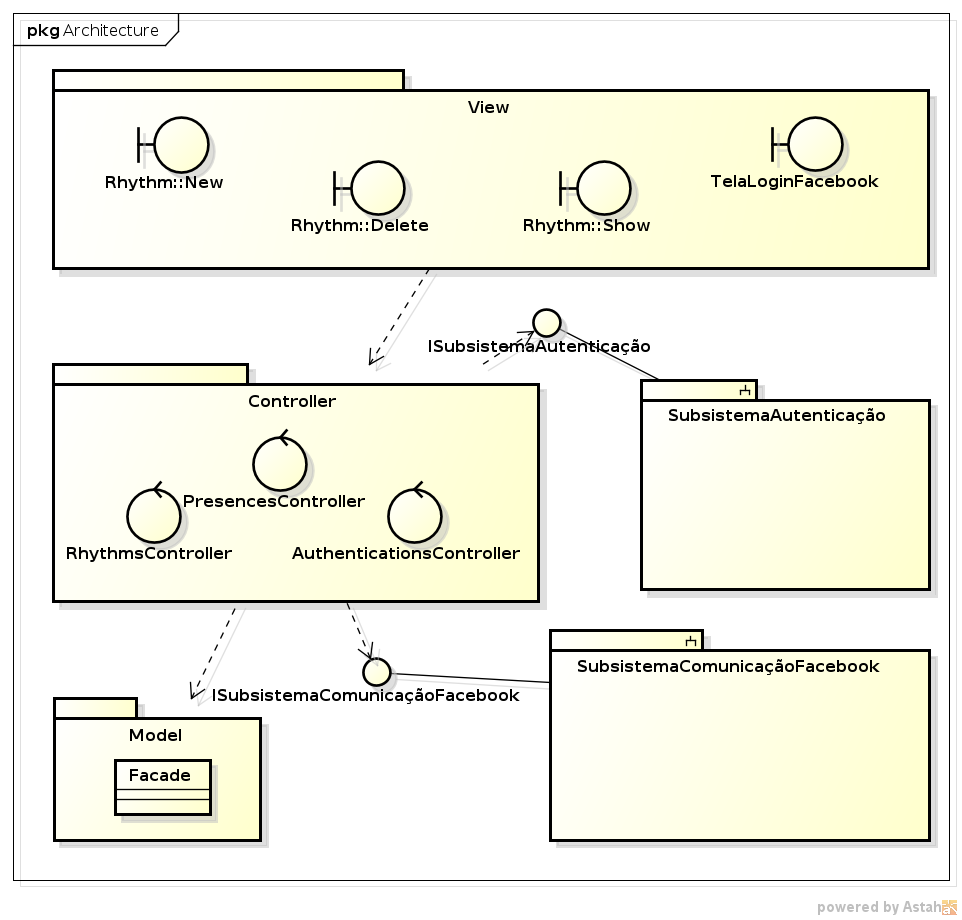 pkg Architecture
View
Rhythm::New
TelaLoginFacebook
Rhythm::Delete
Rhythm::Show
ISubsistemaAutenticação
Controller
SubsistemaAutenticação
PresencesController
RhythmsController
AuthenticationsController
SubsistemaComunicaçãoFacebook
ISubsistemaComunicaçãoFacebook
Model
Facade
powered by Astah